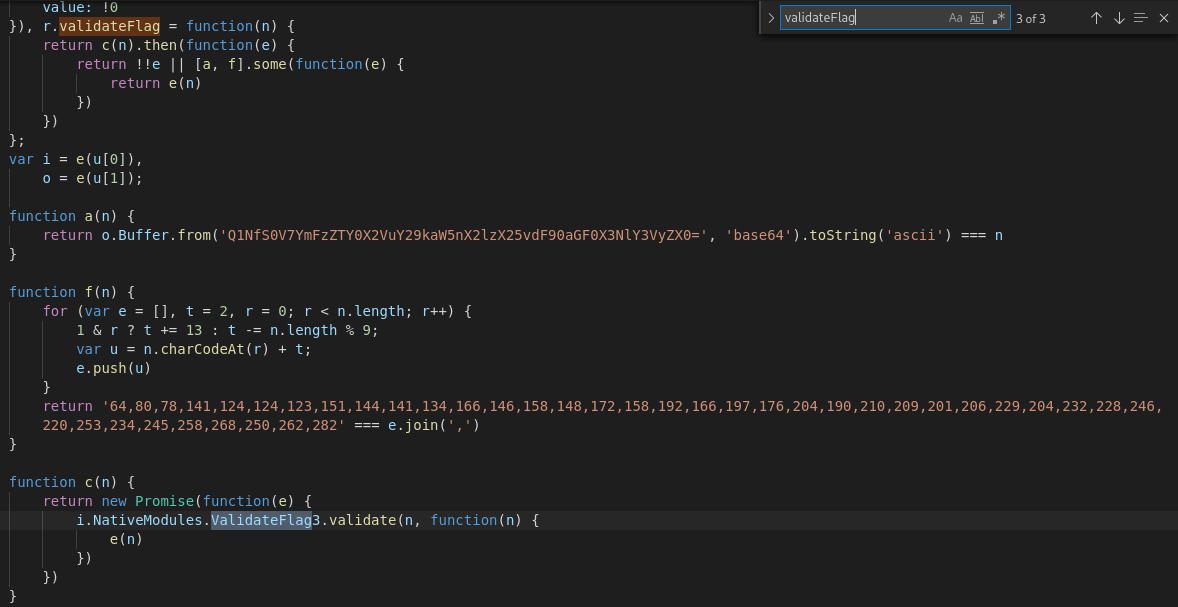 value: !0
}), r.validateFlag = function(n) {
return c(n).then(function(e) {
return !!e || [a, f].some(function(e) {
return e(n)
})
})
};
var i = e(u[0]),
o = e(u[1]);
function a(n) {
return o.Buffer.from('Q1NfS0V7YmFzZTY0X2VuY29kaW5nX2lzX25vdF90aGF0X3NlY3VyZX0=', 'base64').toString('ascii') === n
}
function f(n) {
for (var e = [], t = 2, r = 0; r < n.length; r++) {
1 & r ? t += 13 : t -= n.length % 9;
var u = n.charCodeAt(r) + t;
e.push(u)
}
return '64,80,78,141,124,124,123,151,144,141,134,166,146,158,148,172,158,192,166,197,176,204,190,210,209,201,206,229,204,232,228,246,
220,253,234,245,258,268,250,262,282' === e.join(',')
}
function c(n) {
return new Promise(function(e) {
i.NativeModules.ValidateFlag3.validate(n, function(n) {
e(n)
})
})
}
validateFlag Aa Abl .* 3 of 3